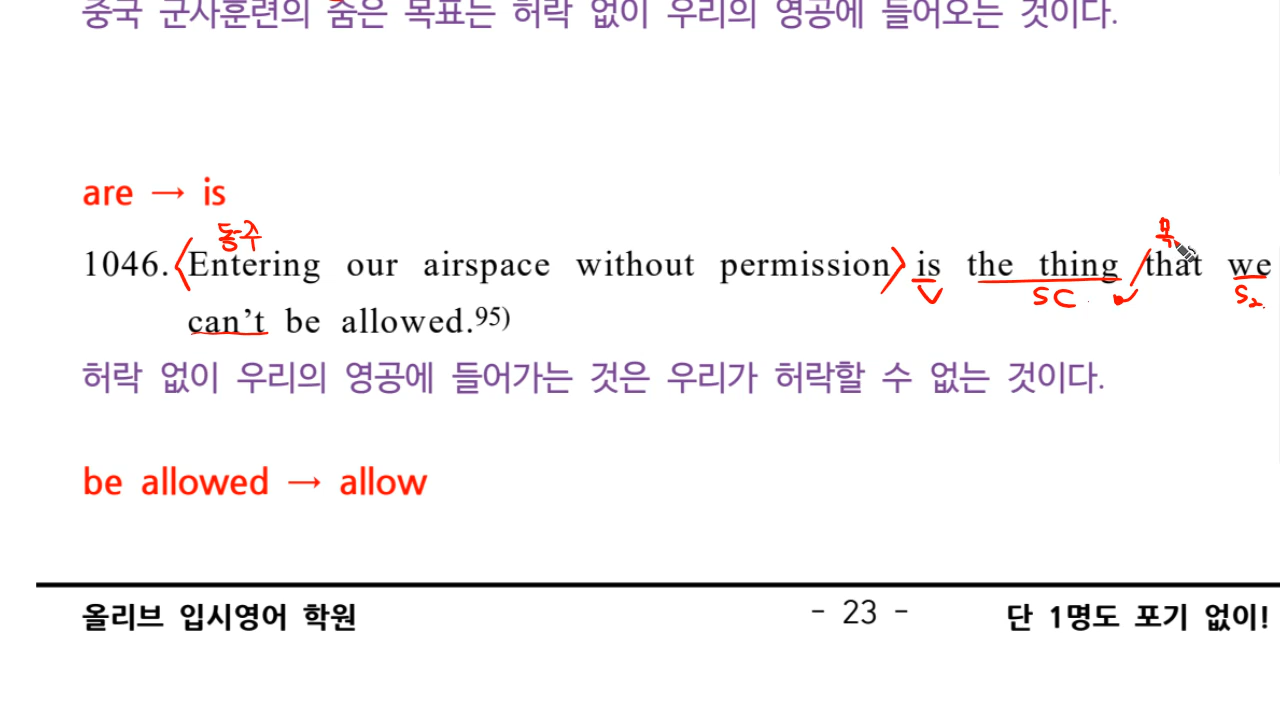 중국 군사훈련의 숨은 목표는 허락 없이 우리의 영공에 들어오는 것이다.
are → is
동주
목
1046. Entering our airspace without permission is the thing that we
V
SC
S2
can't be allowed.95)
허락 없이 우리의 영공에 들어가는 것은 우리가 허락할 수 없는 것이다.
be allowed → allow
올리브 입시영어 학원
- 23 -
단 1명도 포기 없이!